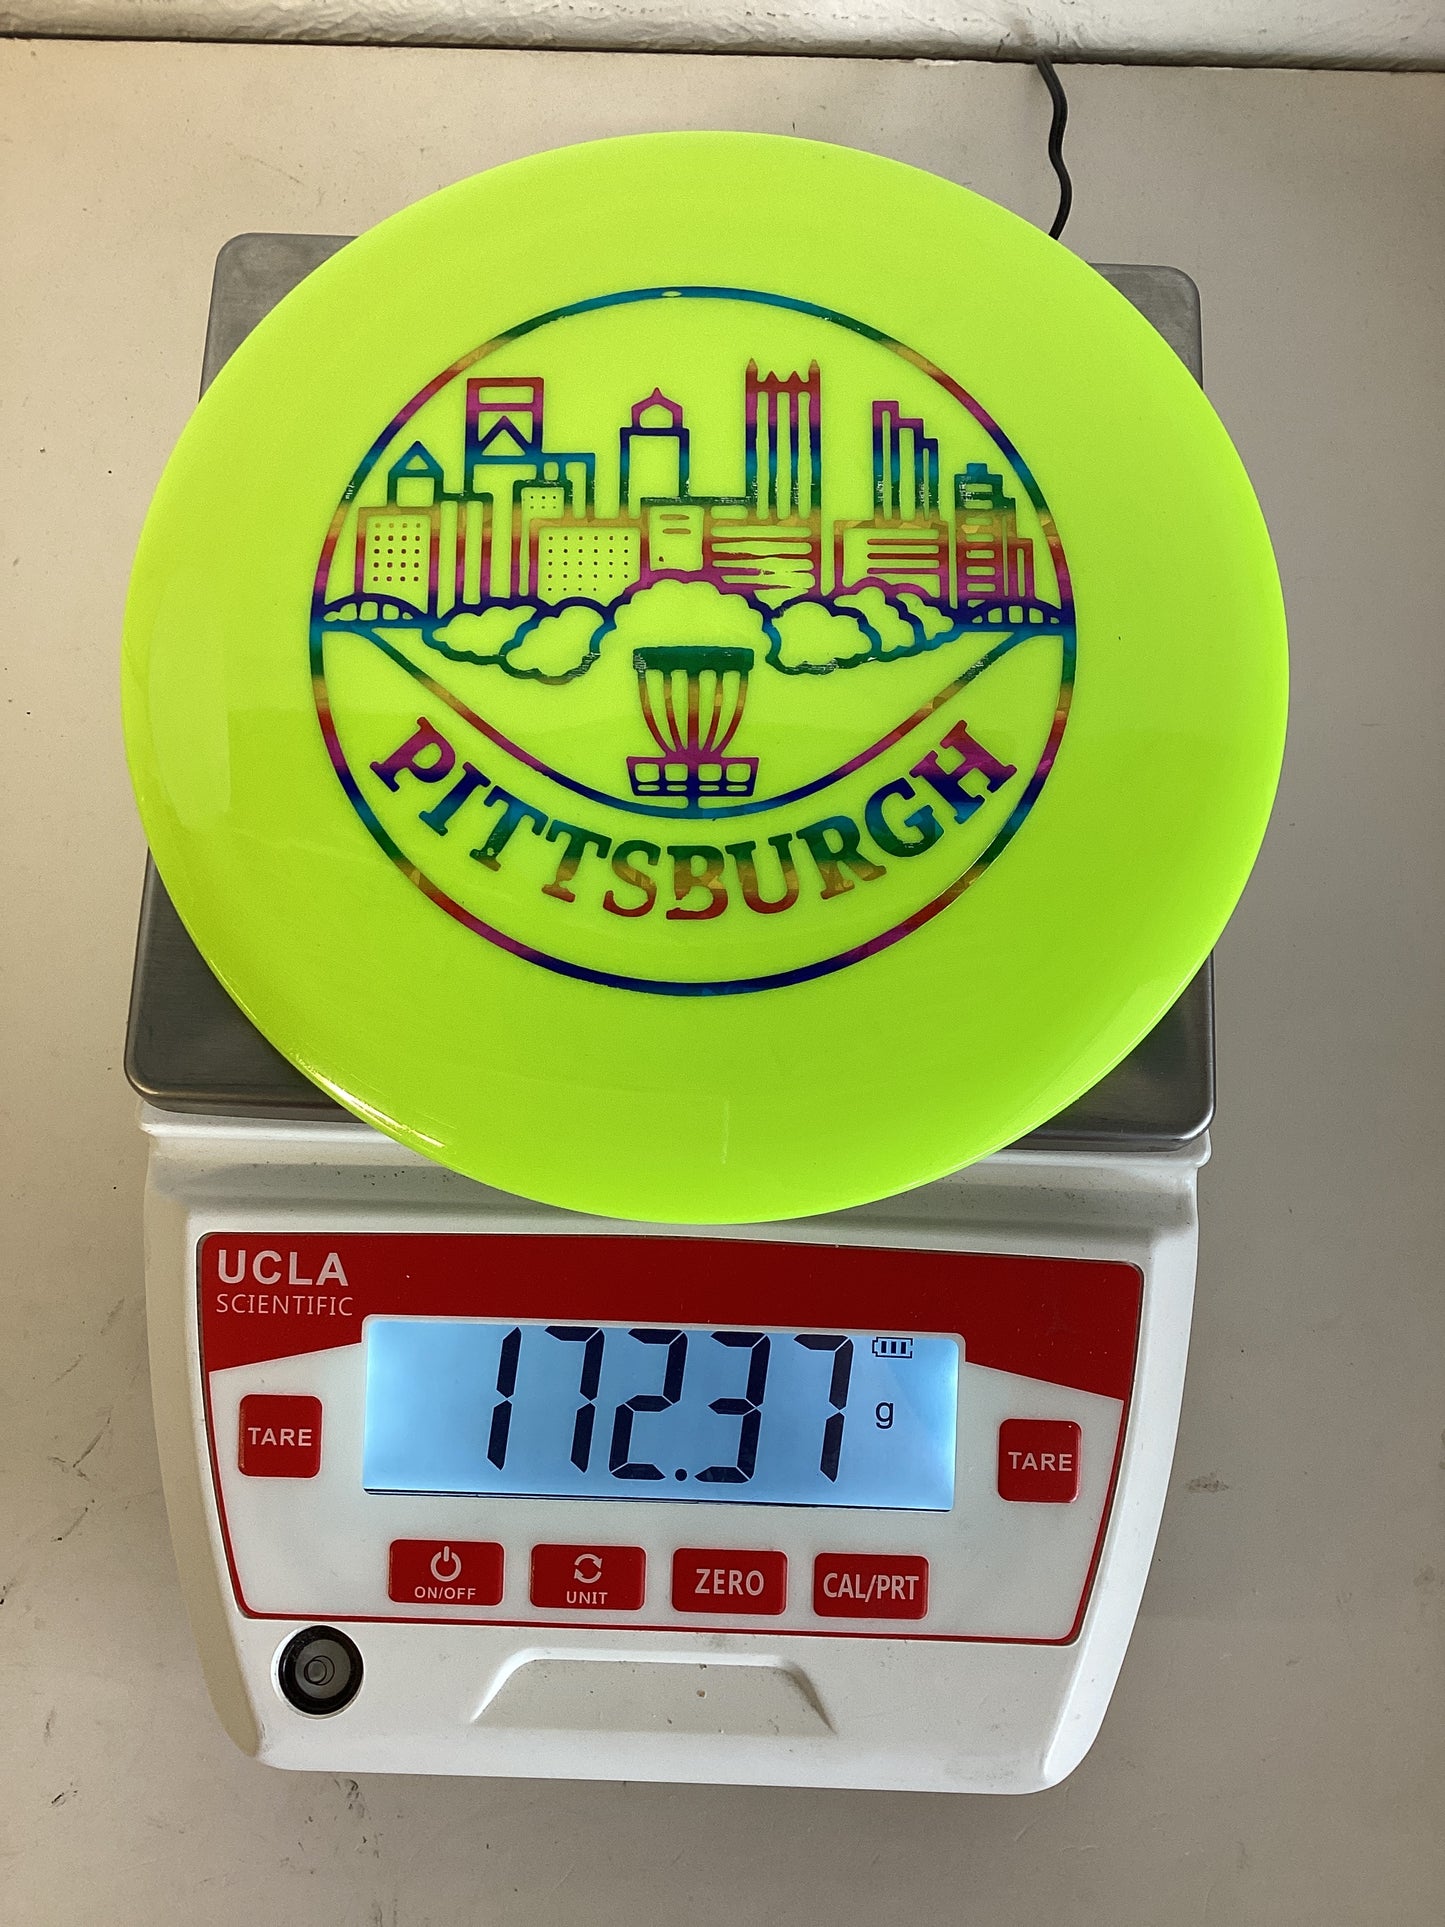 PITTSBURGH
UCLA
SCIENTIFIC
172.37 g
TARE
TARE
ON/OFF
UNIT
ZERO
CAL/PRT